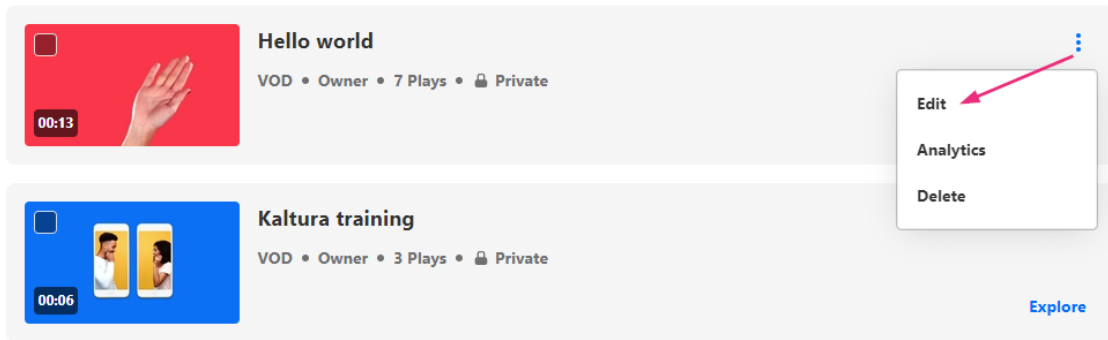 Hello world
VOD • Owner • 7 Plays • Private
00:13
Edit
Analytics
Delete
Kaltura training
VOD • Owner • 3 Plays • Private
00:06
Explore